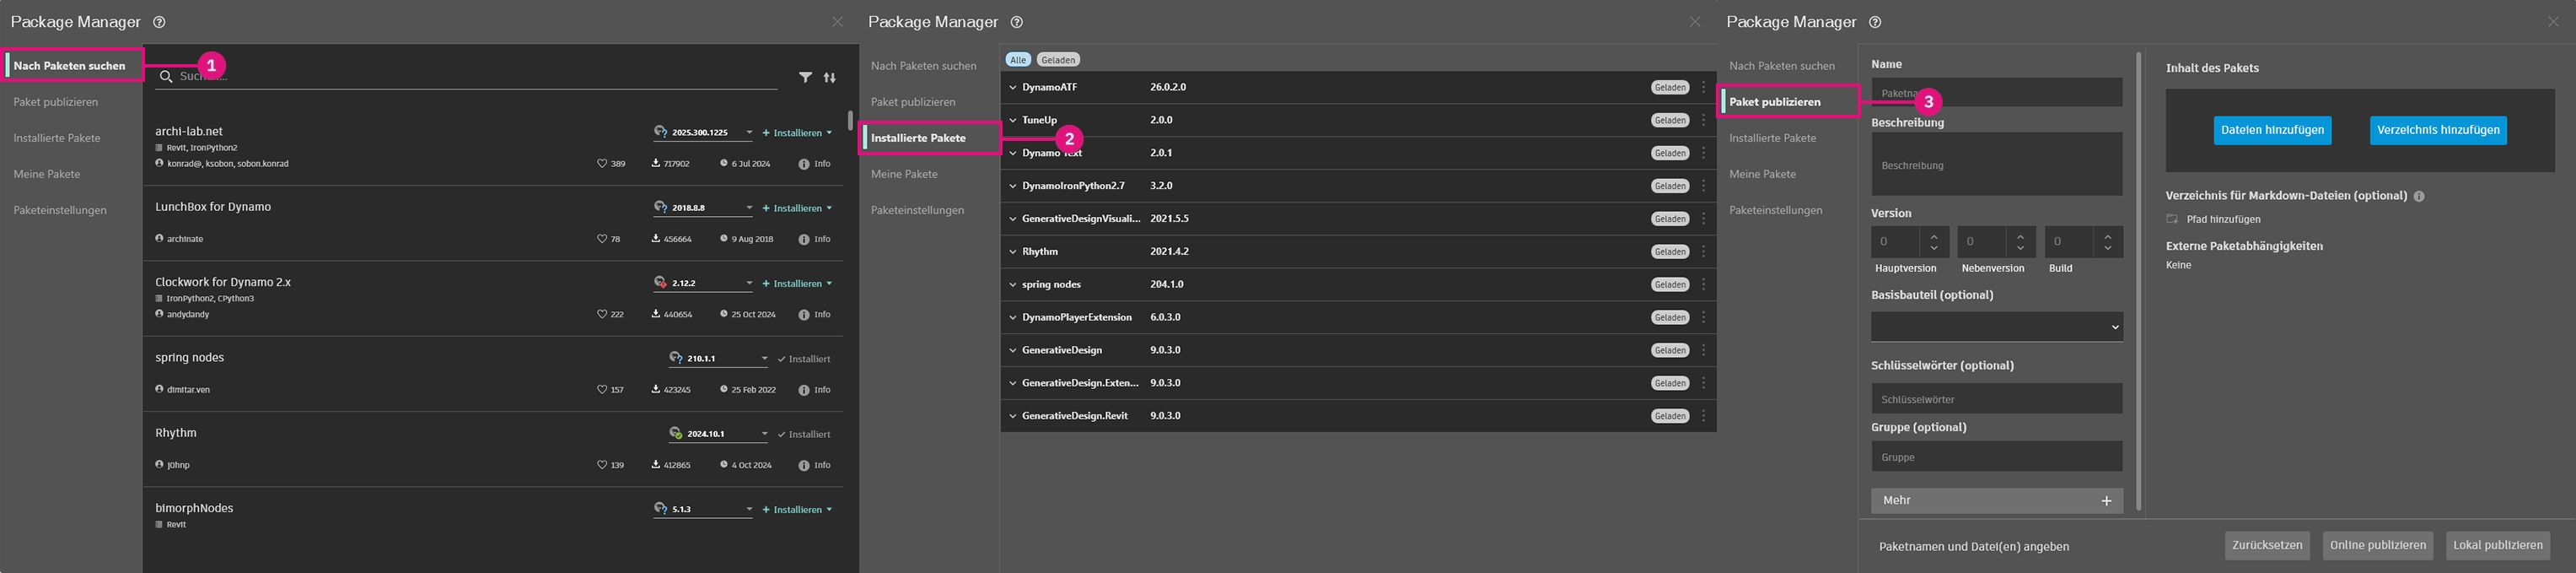 Package Manager
Nach Paketen suchen
1
Paket publizieren
Installierte Pakete
Meine Pakete
Paketeinstellungen
archi-lab.net
2025.300.1225
+ Installieren
Revit, IronPython2
konrad@, ksobon, sobon.konrad
389
717902
6 Jul 2024
Info
LunchBox for Dynamo
2018.8.8
+ Installieren
archinate
78
456664
9 Aug 2018
Info
Clockwork for Dynamo 2.x
2.12.2
+ Installieren
IronPython2, CPython3
andydandy
222
440654
25 Oct 2024
Info
spring nodes
210.1.1
Installiert
dimitar.ven
157
423245
25 Feb 2022
Info
Rhythm
2024.10.1
Installiert
j0hnp
139
412865
4 Oct 2024
Info
bimorphNodes
5.1.3
+ Installieren
Revit
Package Manager
Nach Paketen suchen
Paket publizieren
Installierte Pakete
2
Meine Pakete
Paketeinstellungen
Alle
Geladen
DynamoATF 26.0.2.0 Geladen
TuneUp 2.0.0 Geladen
Dynamo Text 2.0.1 Geladen
DynamoIronPython2.7 3.2.0 Geladen
GenerativeDesignVisuali... 2021.5.5 Geladen
Rhythm 2021.4.2 Geladen
spring nodes 204.1.0 Geladen
DynamoPlayerExtension 6.0.3.0 Geladen
GenerativeDesign 9.0.3.0 Geladen
GenerativeDesign.Exten... 9.0.3.0 Geladen
GenerativeDesign.Revit 9.0.3.0 Geladen
Package Manager
Nach Paketen suchen
Paket publizieren
3
Installierte Pakete
Meine Pakete
Paketeinstellungen
Name
Beschreibung
Beschreibung
Version
0 0 0
Hauptversion Nebenversion Build
Basisbauteil (optional)
Schlüsselwörter (optional)
Schlüsselwörter
Gruppe (optional)
Gruppe
Mehr +
Inhalt des Pakets
Dateien hinzufügen
Verzeichnis hinzufügen
Verzeichnis für Markdown-Dateien (optional)
Pfad hinzufügen
Externe Paketabhängigkeiten
Keine
Paketnamen und Datei(en) angeben
Zurücksetzen
Online publizieren
Lokal publizieren